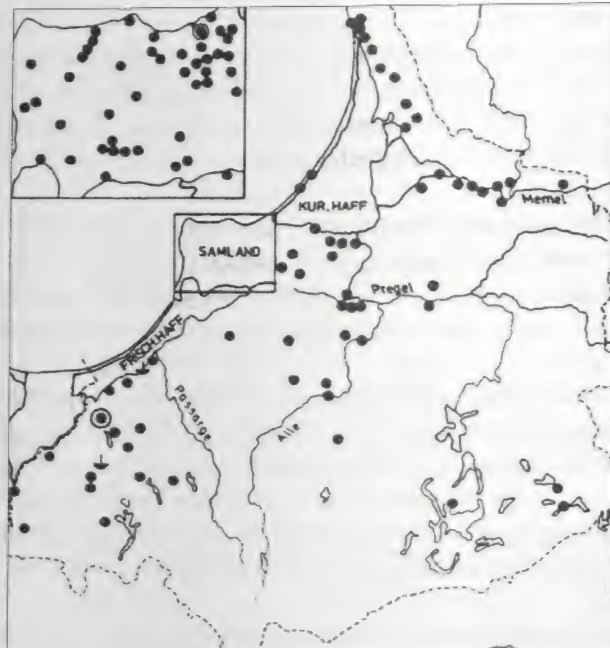 KUR. HAFF
Memel
SAMLAND
Pregel
FRISCH.HAFF
Passarge
Alle